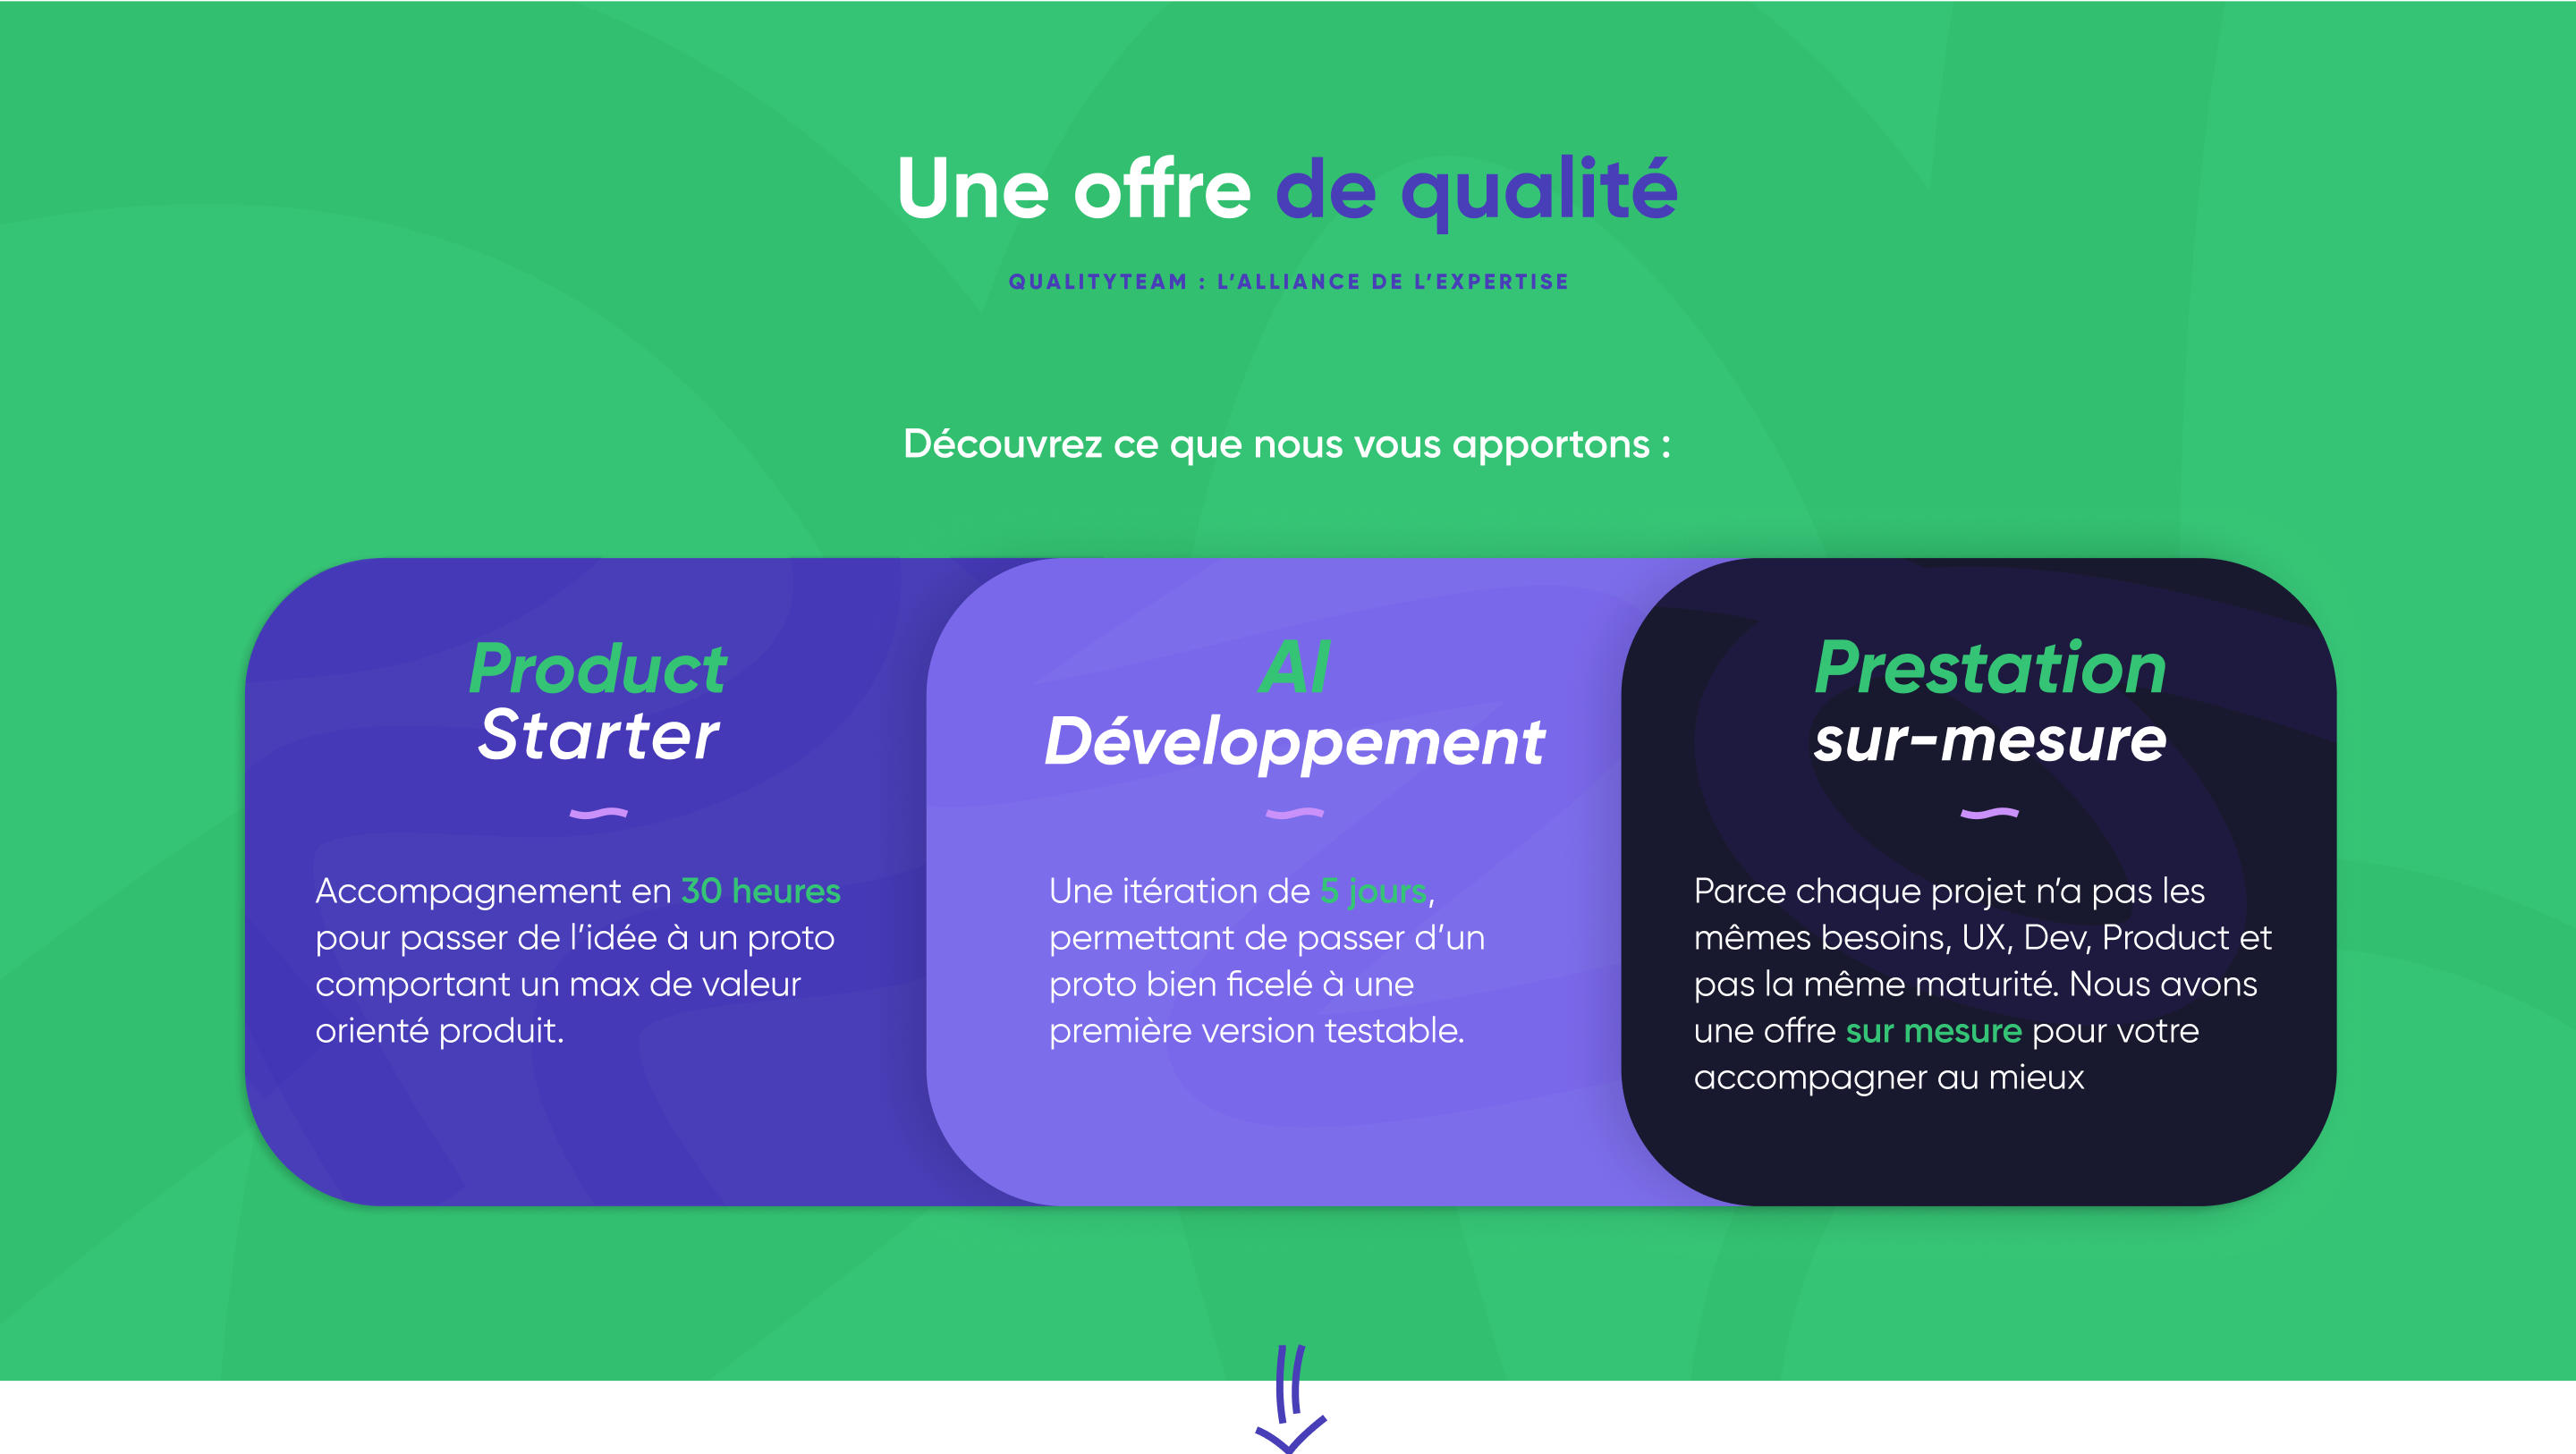 Une offre de qualité
QUALITYTEAM : L’ALLIANCE DE L’EXPERTISE
Découvrez ce que nous vous apportons :
Product
Starter
Accompagnement en 30 heures
pour passer de l’idée à un proto
comportant un max de valeur
orienté produit.
AI
Développement
Une itération de 5 jours,
permettant de passer d’un
proto bien ficelé à une
première version testable.
Prestation
sur-mesure
Parce chaque projet n’a pas les
mêmes besoins, UX, Dev, Product et
pas la même maturité. Nous avons
une offre sur mesure pour votre
accompagner au mieux